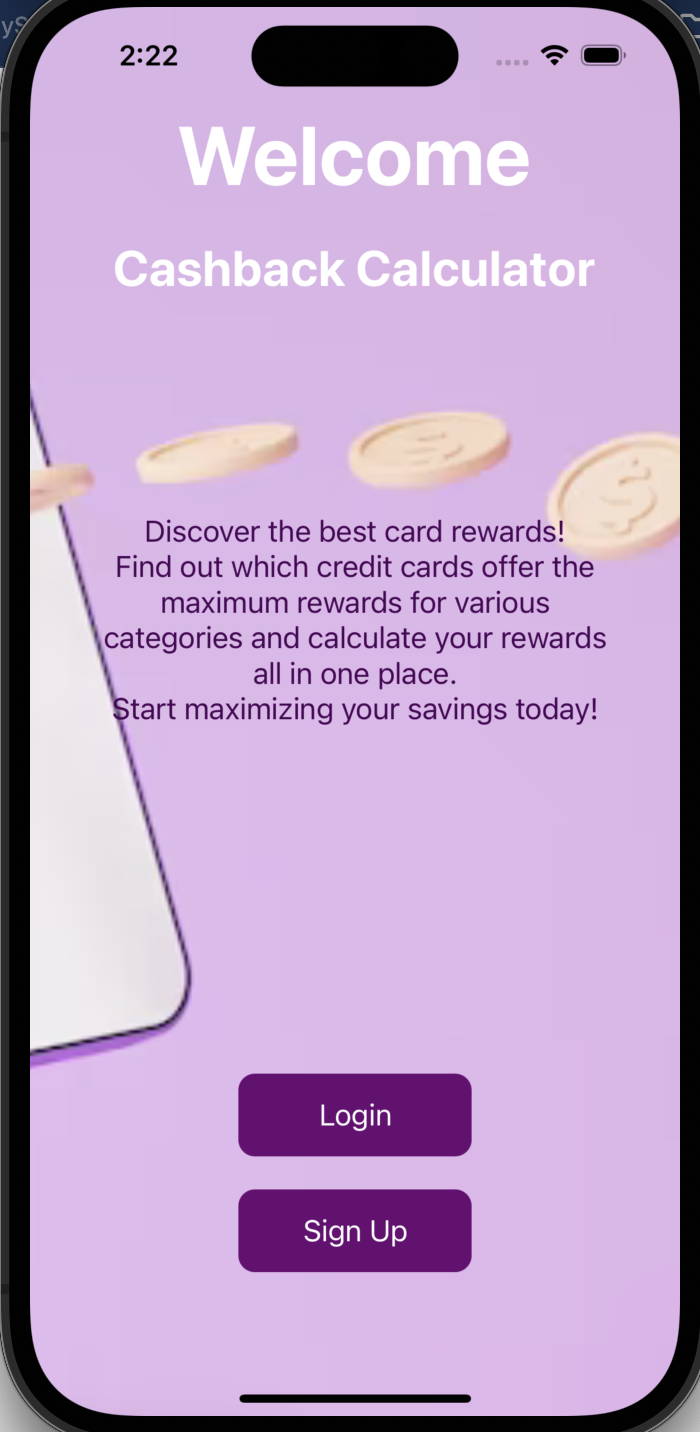 2:22
Welcome
Cashback Calculator
Discover the best card rewards!
Find out which credit cards offer the
maximum rewards for various
categories and calculate your rewards
all in one place.
Start maximizing your savings today!
Login
Sign Up